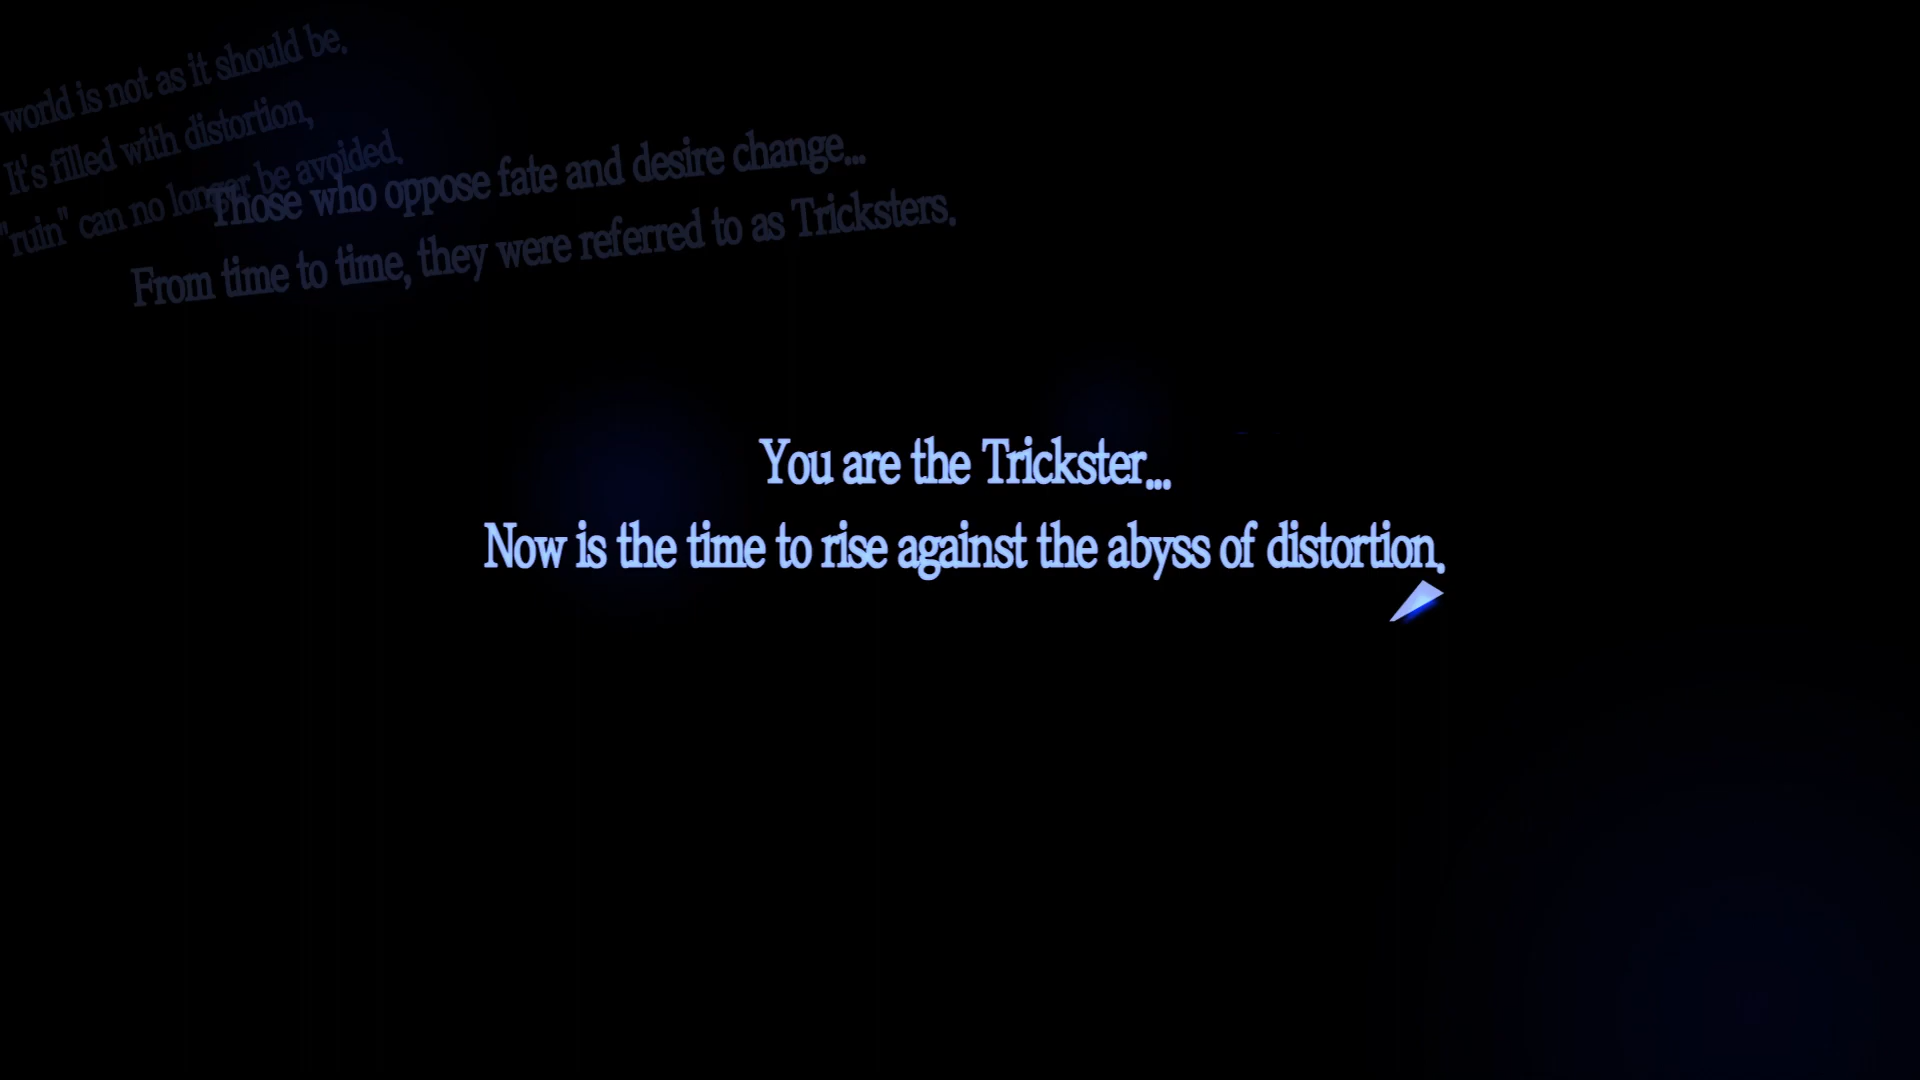 world is not as it should be.
It's filled with distortion,
"ruin" can no longer be avoided.
Those who oppose fate and desire change...
From time to time, they were referred to as Tricksters.
You are the Trickster...
Now is the time to rise against the abyss of distortion.